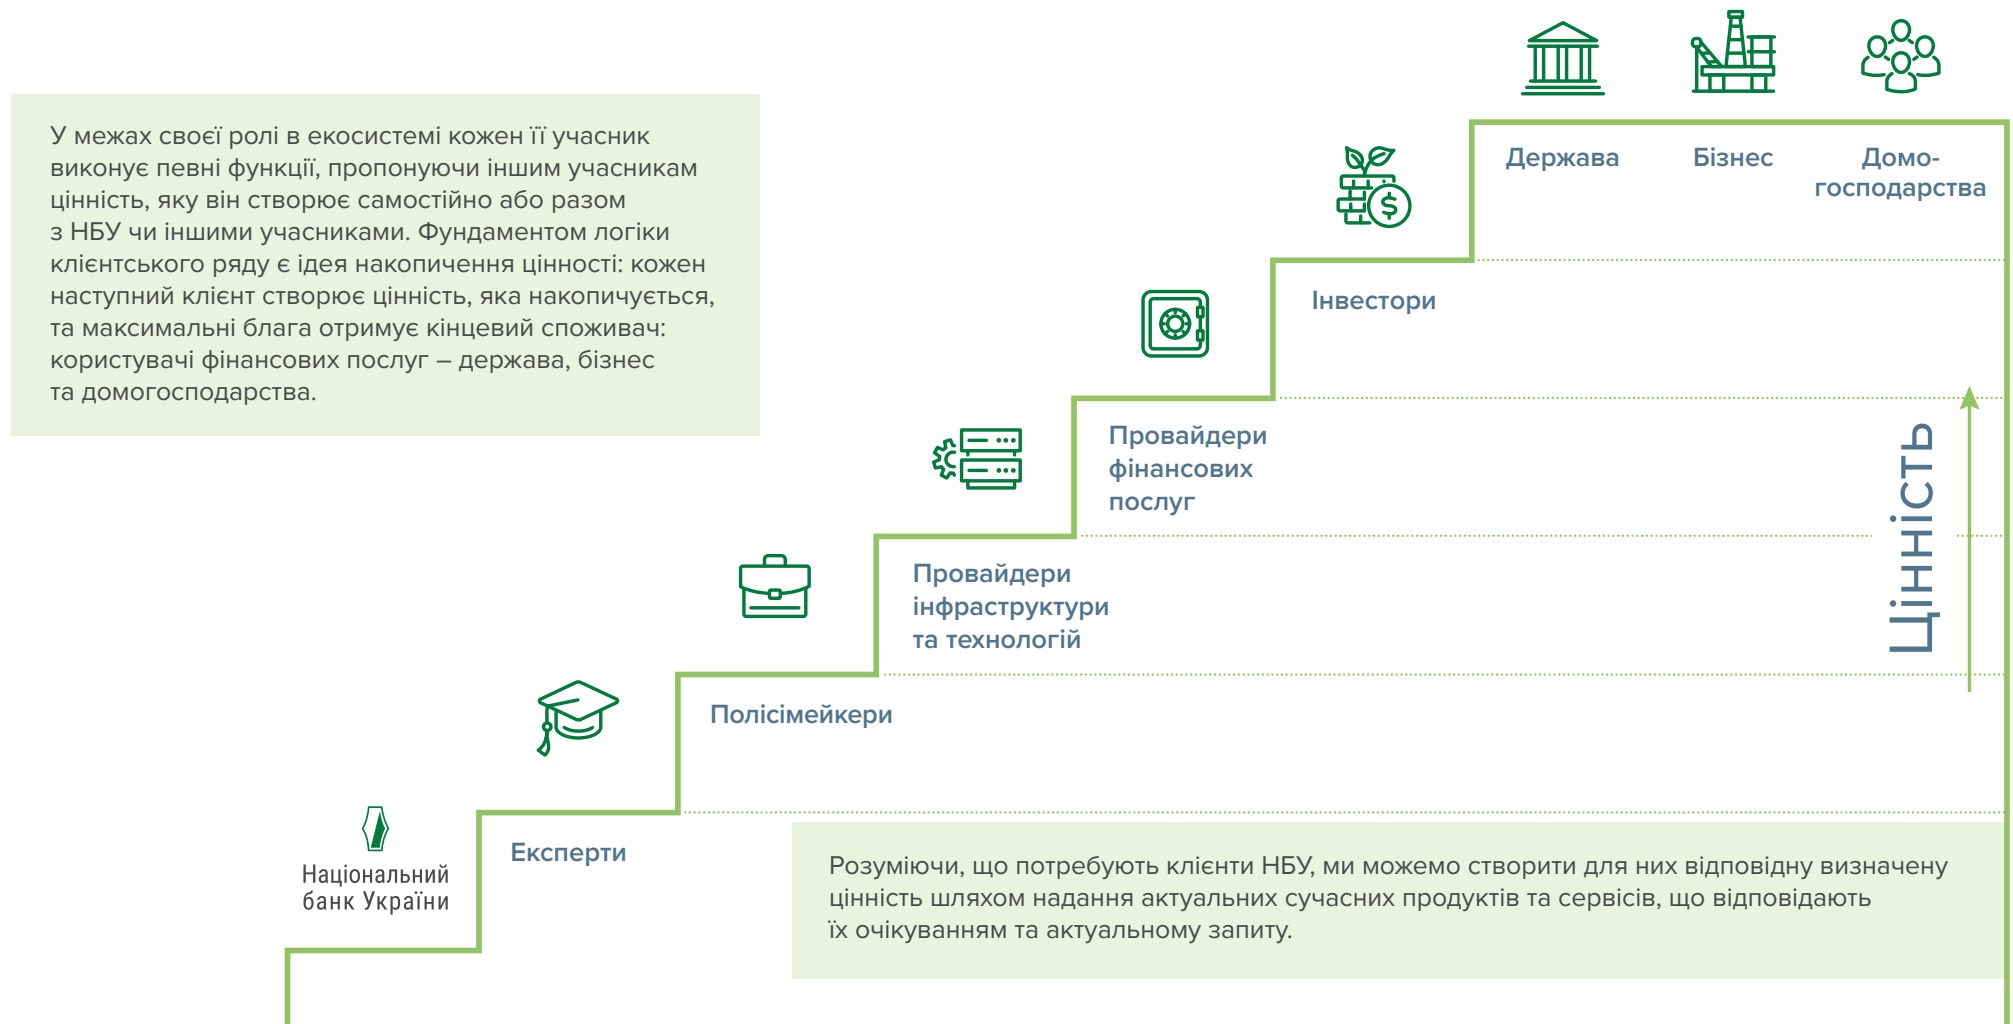 У межах своєї ролі в екосистемі кожен її учасник
виконує певні функції, пропонуючи іншим учасникам
цінність, яку він створює самостійно або разом
з НБУ чи іншими учасниками. Фундаментом логіки
клієнтського ряду є ідея накопичення цінності: кожен
наступний клієнт створює цінність, яка накопичується,
та максимальні блага отримує кінцевий споживач:
користувачі фінансових послуг – держава, бізнес
та домогосподарства.
Держава
Бізнес
Домо-
господарства
Інвестори
Провайдери
фінансових
послуг
Цінність
Провайдери
інфраструктури
та технологій
Полісімейкери
Експерти
Національний
банк України
Розуміючи, що потребують клієнти НБУ, ми можемо створити для них відповідну визначену
цінність шляхом надання актуальних сучасних продуктів та сервісів, що відповідають
їх очікуванням та актуальному запиту.